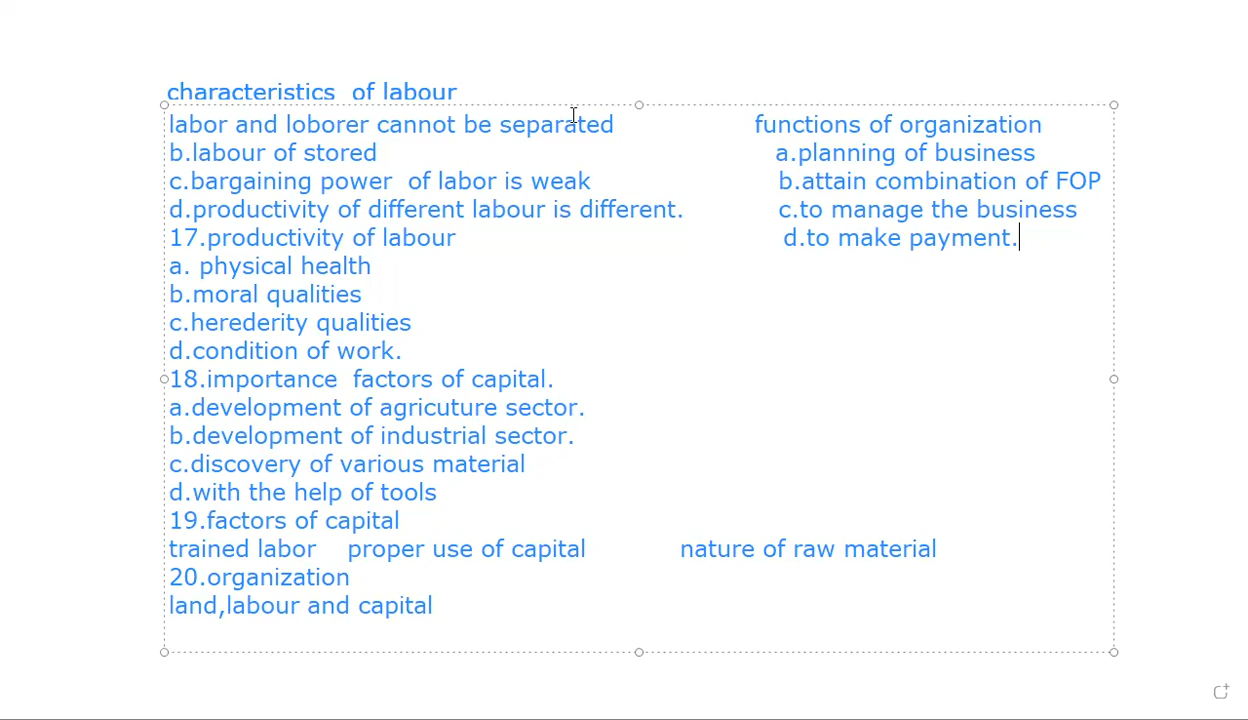 characteristics  of labour
labor and loborer cannot be separated                    functions of organization
b.labour of stored                                                         a.planning of business
c.bargaining power  of labor is weak                           b.attain combination of FOP
d.productivity of different labour is different.             c.to manage the business
17.productivity of labour                                               d.to make payment.
a. physical health
b.moral qualities
c.herederity qualities
d.condition of work.
18.importance  factors of capital.
a.development of agricuture sector.
b.development of industrial sector.
c.discovery of various material
d.with the help of tools
19.factors of capital
trained labor    proper use of capital            nature of raw material
20.organization
land,labour and capital